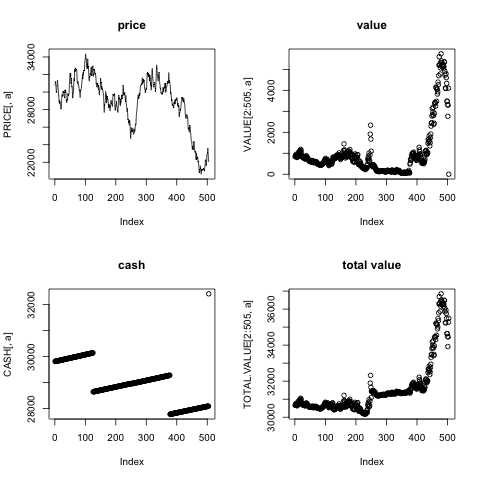 price
PRICE[, a]
22000 28000 34000
0 100 200 300 400 500
Index
value
VALUE[2:505, a]
0 2000 4000
0 100 200 300 400 500
Index
cash
CASH[, a]
28000 30000 32000
0 100 200 300 400 500
Index
total value
TOTAL.VALUE[2:505, a]
30000 32000 34000 36000
0 100 200 300 400 500
Index